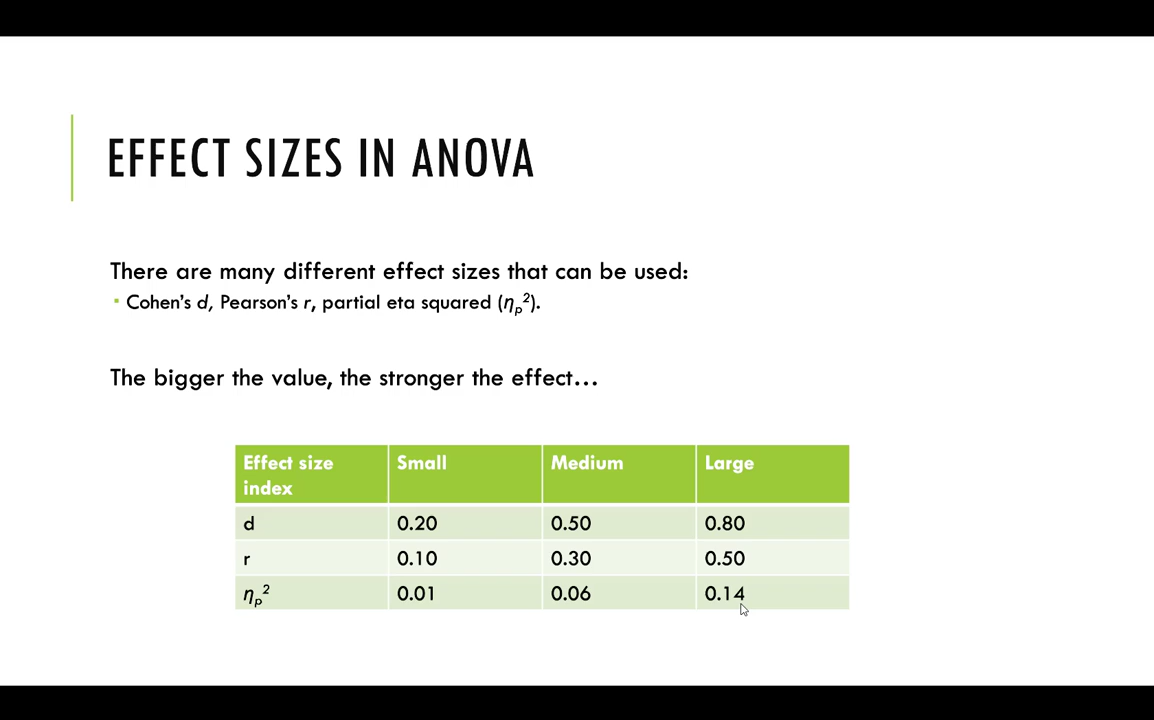 EFFECT SIZES IN ANOVA
There are many different effect sizes that can be used:
▪ Cohen's d, Pearson's r, partial eta squared (ηp²).
The bigger the value, the stronger the effect…
Effect size index Small Medium Large
d 0.20 0.50 0.80
r 0.10 0.30 0.50
ηp² 0.01 0.06 0.14